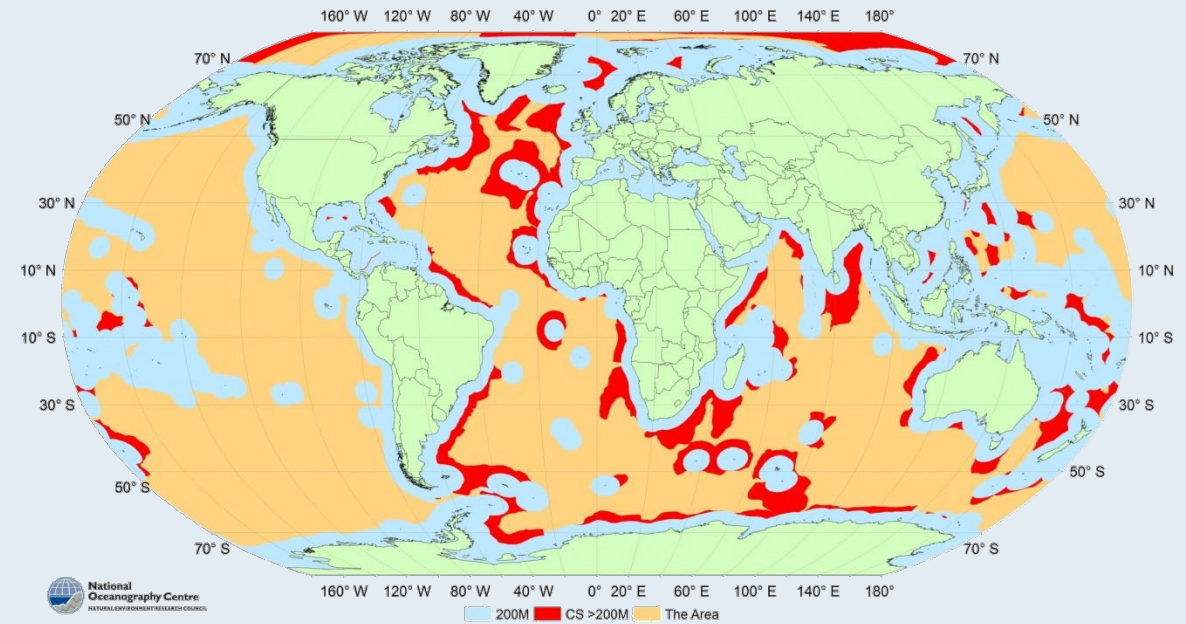 160° W 120° W 80° W 40° W 0° 20° E 60° E 100° E 140° E 180°
70° N 70° N
50° N 50° N
30° N 30° N
10° N 10° N
10° S 10° S
30° S 30° S
50° S 50° S
70° S 70° S
National
Oceanography Centre
NATURAL ENVIRONMENT RESEARCH COUNCIL
160° W 120° W 80° W 40° W 0° 20° E 60° E 100° E 140° E 180°
200M CS >200M The Area